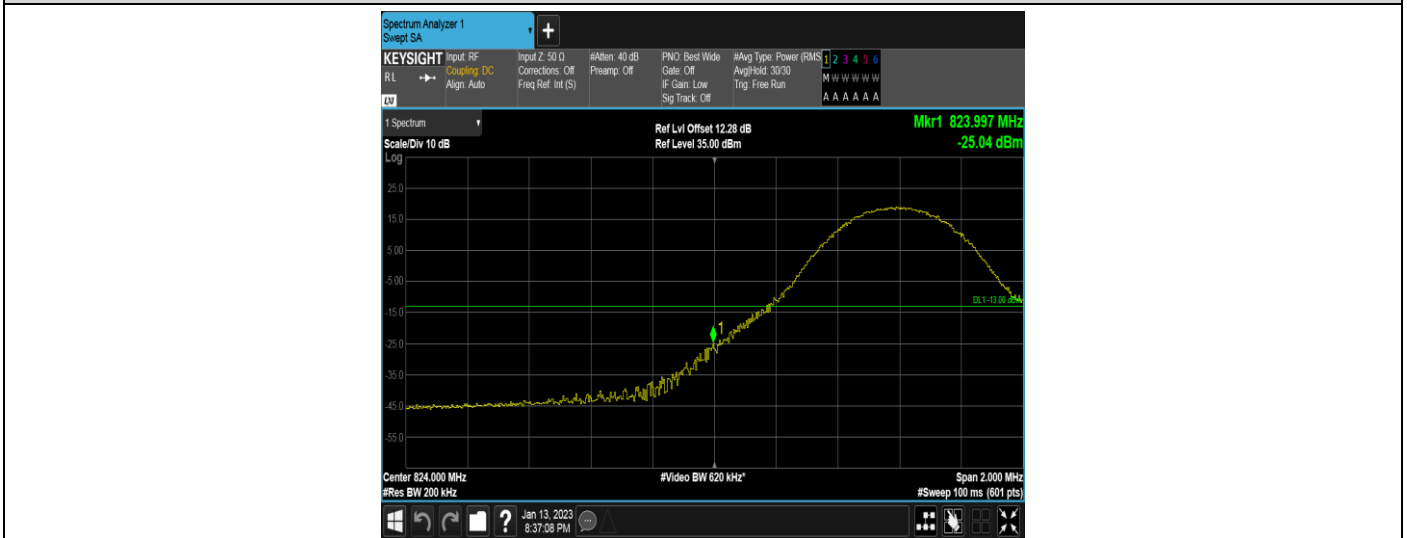 Spectrum Analyzer 1
Swept SA
+
KEYSIGHT Input: RF Input Z: 50 Ω #Atten: 40 dB PNO: Best Wide #Avg Type: Power (RMS 1 2 3 4 5 6
RL Coupling: DC Corrections: Off Preamp: Off Gate: Off Avg|Hold: 30/30 M W W W W W
Align: Auto Freq Ref: Int (S) IF Gain: Low Trig: Free Run
LXI Sig Track: Off A A A A A A
1 Spectrum Ref Lvl Offset 12.28 dB Mkr1 823.997 MHz
Scale/Div 10 dB Ref Level 35.00 dBm -25.04 dBm
Log
25.0
15.0
5.00
-5.00
DL1 -13.00 dBm
-15.0
1
-25.0
-35.0
-45.0
-55.0
Center 824.000 MHz #Video BW 620 kHz* Span 2.000 MHz
#Res BW 200 kHz #Sweep 100 ms (601 pts)
? Jan 13, 2023
8:37:08 PM